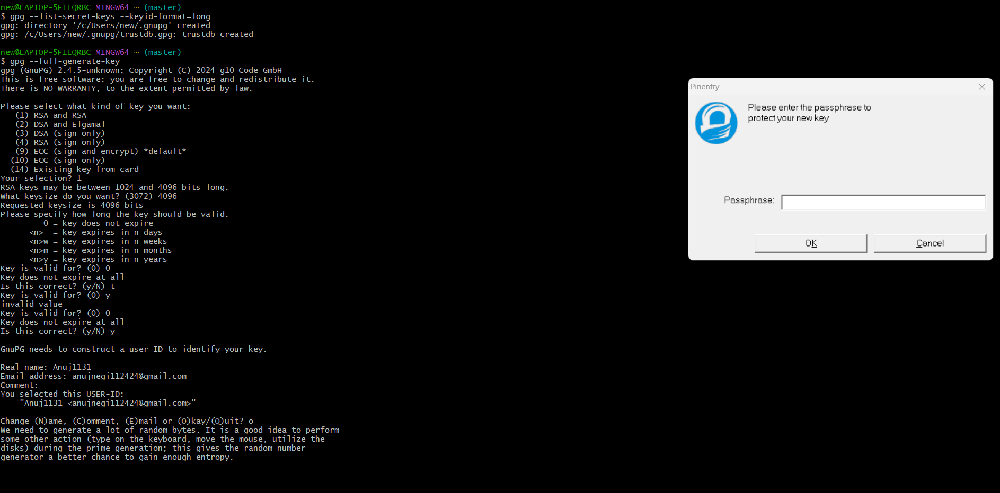 new@LAPTOP-5FILQRBC MINGW64 ~ (master)
$ gpg --list-secret-keys --keyid-format=long
gpg: directory '/c/Users/new/.gnupg' created
gpg: /c/Users/new/.gnupg/trustdb.gpg: trustdb created

new@LAPTOP-5FILQRBC MINGW64 ~ (master)
$ gpg --full-generate-key
gpg (GnuPG) 2.4.5-unknown; Copyright (C) 2024 g10 Code GmbH
This is free software: you are free to change and redistribute it.
There is NO WARRANTY, to the extent permitted by law.

Please select what kind of key you want:
   (1) RSA and RSA
   (2) DSA and Elgamal
   (3) DSA (sign only)
   (4) RSA (sign only)
   (9) ECC (sign and encrypt) *default*
  (10) ECC (sign only)
  (14) Existing key from card
Your selection? 1
RSA keys may be between 1024 and 4096 bits long.
What keysize do you want? (3072) 4096
Requested keysize is 4096 bits
Please specify how long the key should be valid.
         0 = key does not expire
      <n>  = key expires in n days
      <n>w = key expires in n weeks
      <n>m = key expires in n months
      <n>y = key expires in n years
Key is valid for? (0) 0
Key does not expire at all
Is this correct? (y/N) t
Key is valid for? (0) y
invalid value
Key is valid for? (0) 0
Key does not expire at all
Is this correct? (y/N) y

GnuPG needs to construct a user ID to identify your key.

Real name: Anuj1131
Email address: anujnegi112424@gmail.com
Comment:
You selected this USER-ID:
    "Anuj1131 <anujnegi112424@gmail.com>"

Change (N)ame, (C)omment, (E)mail or (O)kay/(Q)uit? o
We need to generate a lot of random bytes. It is a good idea to perform
some other action (type on the keyboard, move the mouse, utilize the
disks) during the prime generation; this gives the random number
generator a better chance to gain enough entropy.
Pinentry
Please enter the passphrase to
protect your new key
Passphrase:
OK
Cancel